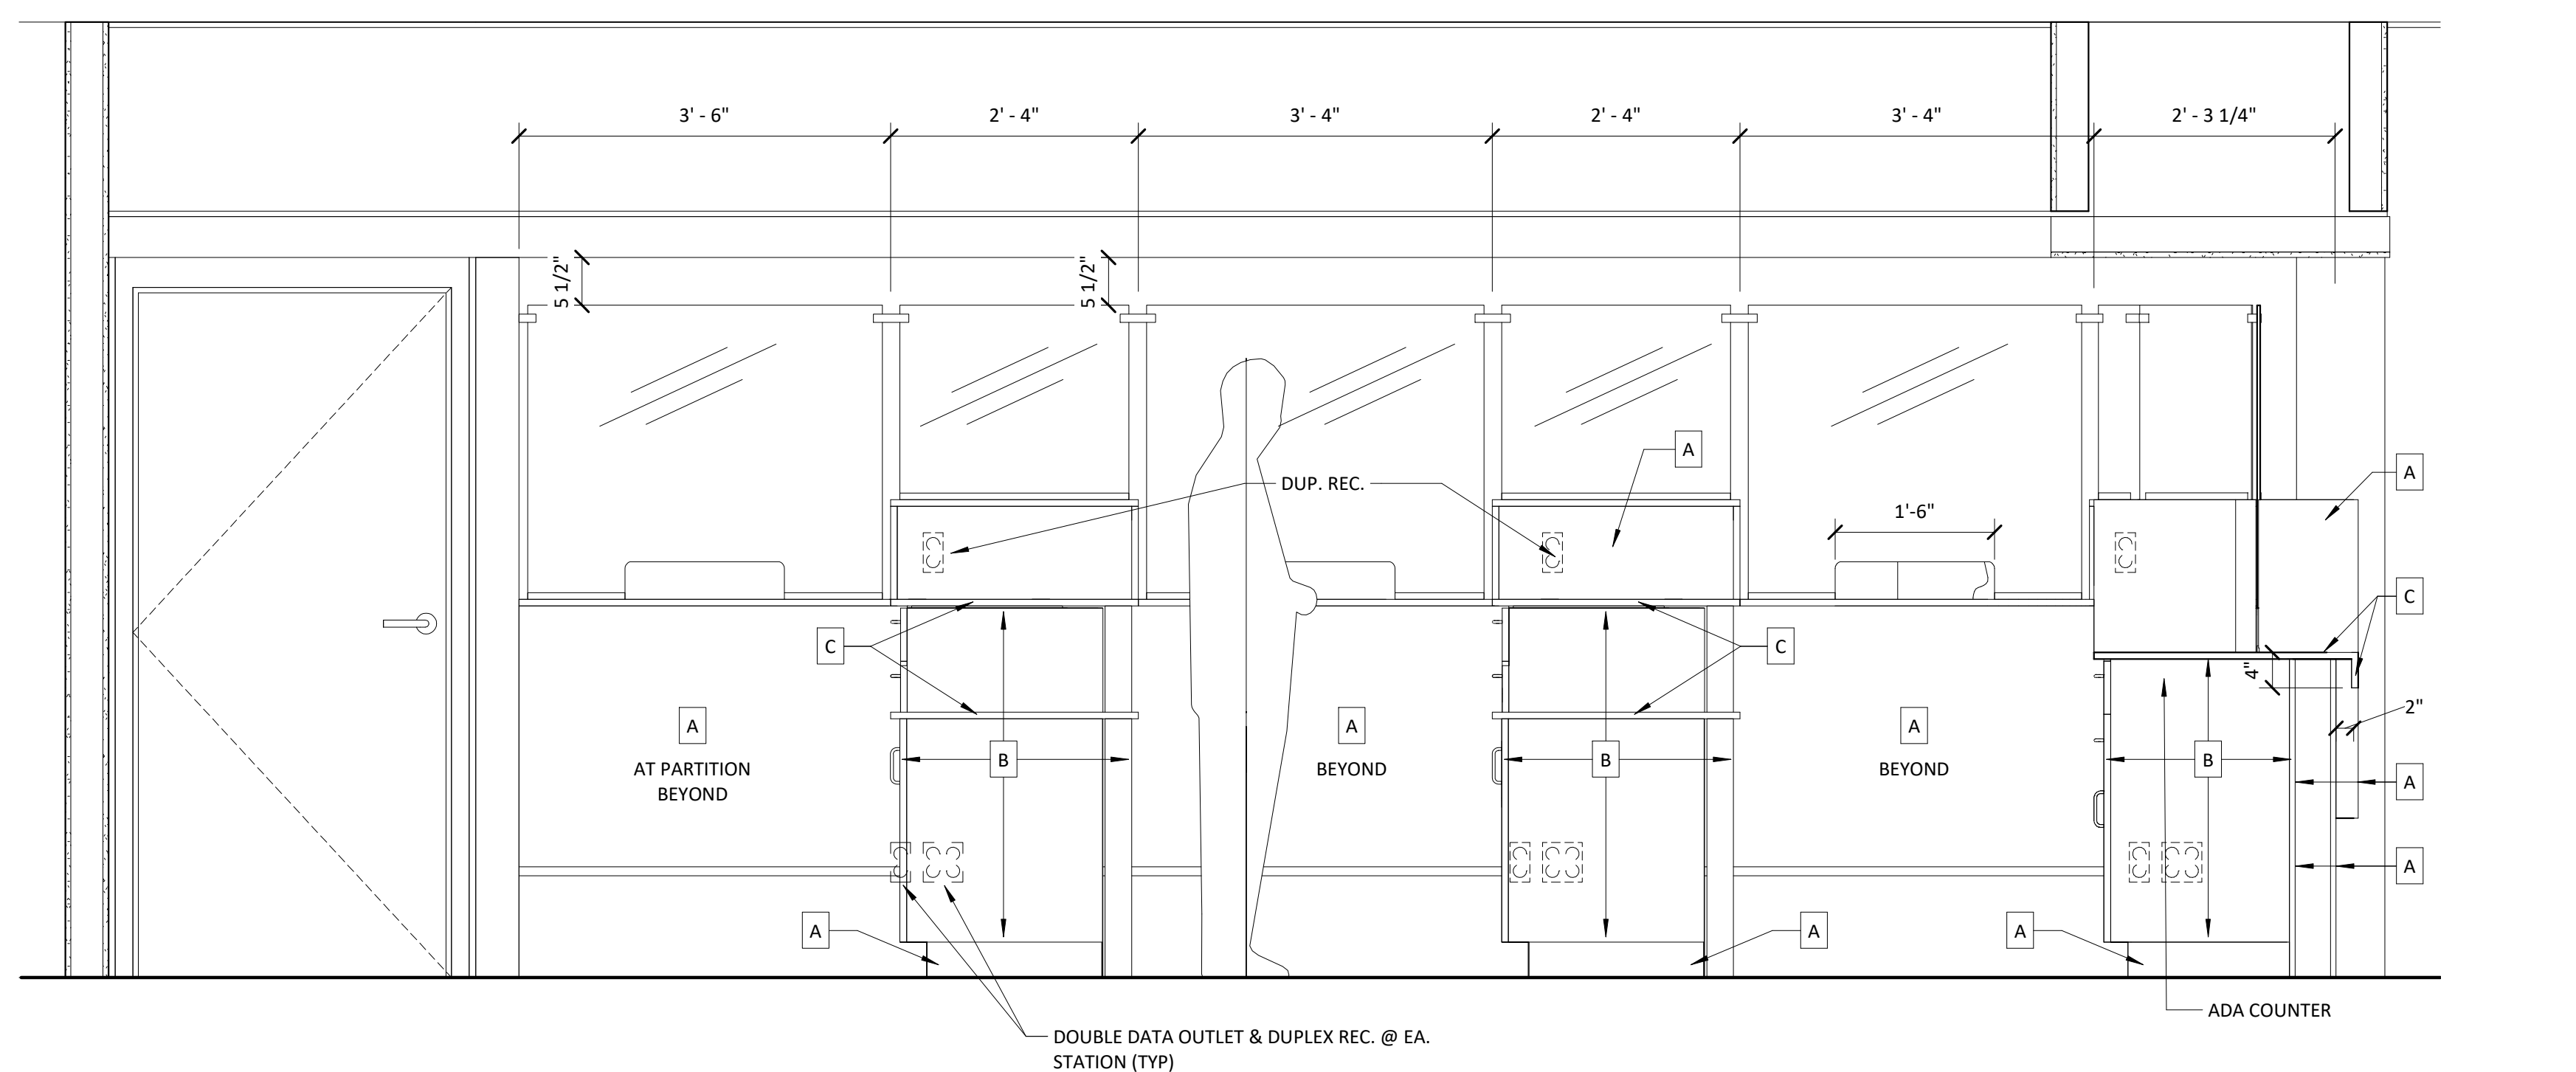 3' - 6"
2' - 4"
3' - 4"
2' - 4"
3' - 4"
2' - 3 1/4"
5 1/2"
5 1/2"
A
A
DUP. REC.
1'-6"
C
C
C
4"
A
A
A
2"
AT PARTITION
BEYOND
B
BEYOND
B
BEYOND
B
A
A
A
A
A
DOUBLE DATA OUTLET & DUPLEX REC. @ EA.
STATION (TYP)
ADA COUNTER